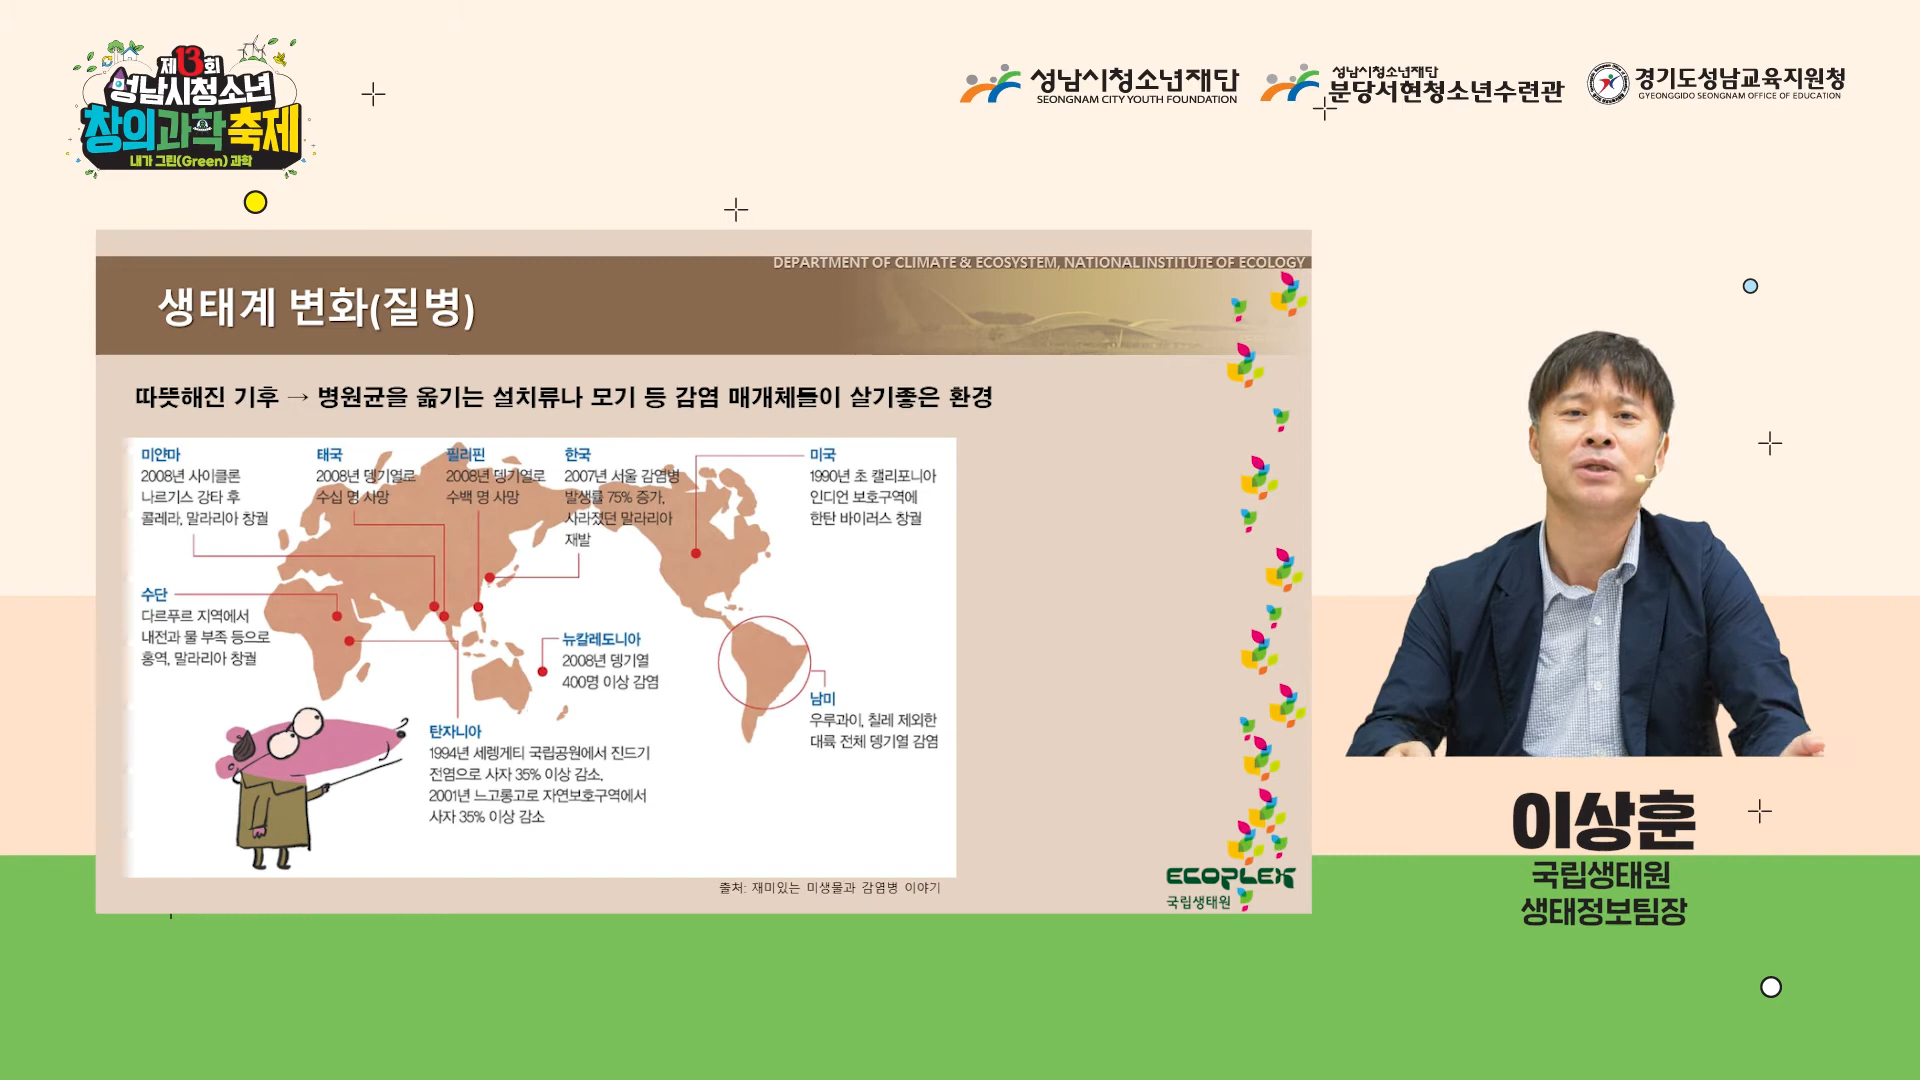 제13회
성남시청소년
창의과학축제
내가 그린(Green) 과학
성남시청소년재단
SEONGNAM CITY YOUTH FOUNDATION
성남시청소년재단
분당서현청소년수련관
경기도성남교육지원청
GYEONGGIDO SEONGNAM OFFICE OF EDUCATION
DEPARTMENT OF CLIMATE & ECOSYSTEM, NATIONAL INSTITUTE OF ECOLOGY
생태계 변화(질병)
따뜻해진 기후 → 병원균을 옮기는 설치류나 모기 등 감염 매개체들이 살기좋은 환경
미얀마
2008년 사이클론
나르기스 강타 후
콜레라, 말라리아 창궐
태국
2008년 뎅기열로
수십 명 사망
필리핀
2008년 뎅기열로
수백 명 사망
한국
2007년 서울 감염병
발생률 75% 증가,
사라졌던 말라리아
재발
미국
1990년 초 캘리포니아
인디언 보호구역에
한탄 바이러스 창궐
수단
다르푸르 지역에서
내전과 물 부족 등으로
홍역, 말라리아 창궐
뉴칼레도니아
2008년 뎅기열
400명 이상 감염
남미
우루과이, 칠레 제외한
대륙 전체 뎅기열 감염
탄자니아
1994년 세렝게티 국립공원에서 진드기
전염으로 사자 35% 이상 감소,
2001년 느고롱고로 자연보호구역에서
사자 35% 이상 감소
출처: 재미있는 미생물과 감염병 이야기
ECOPLEX
국립생태원
이상훈
국립생태원
생태정보팀장